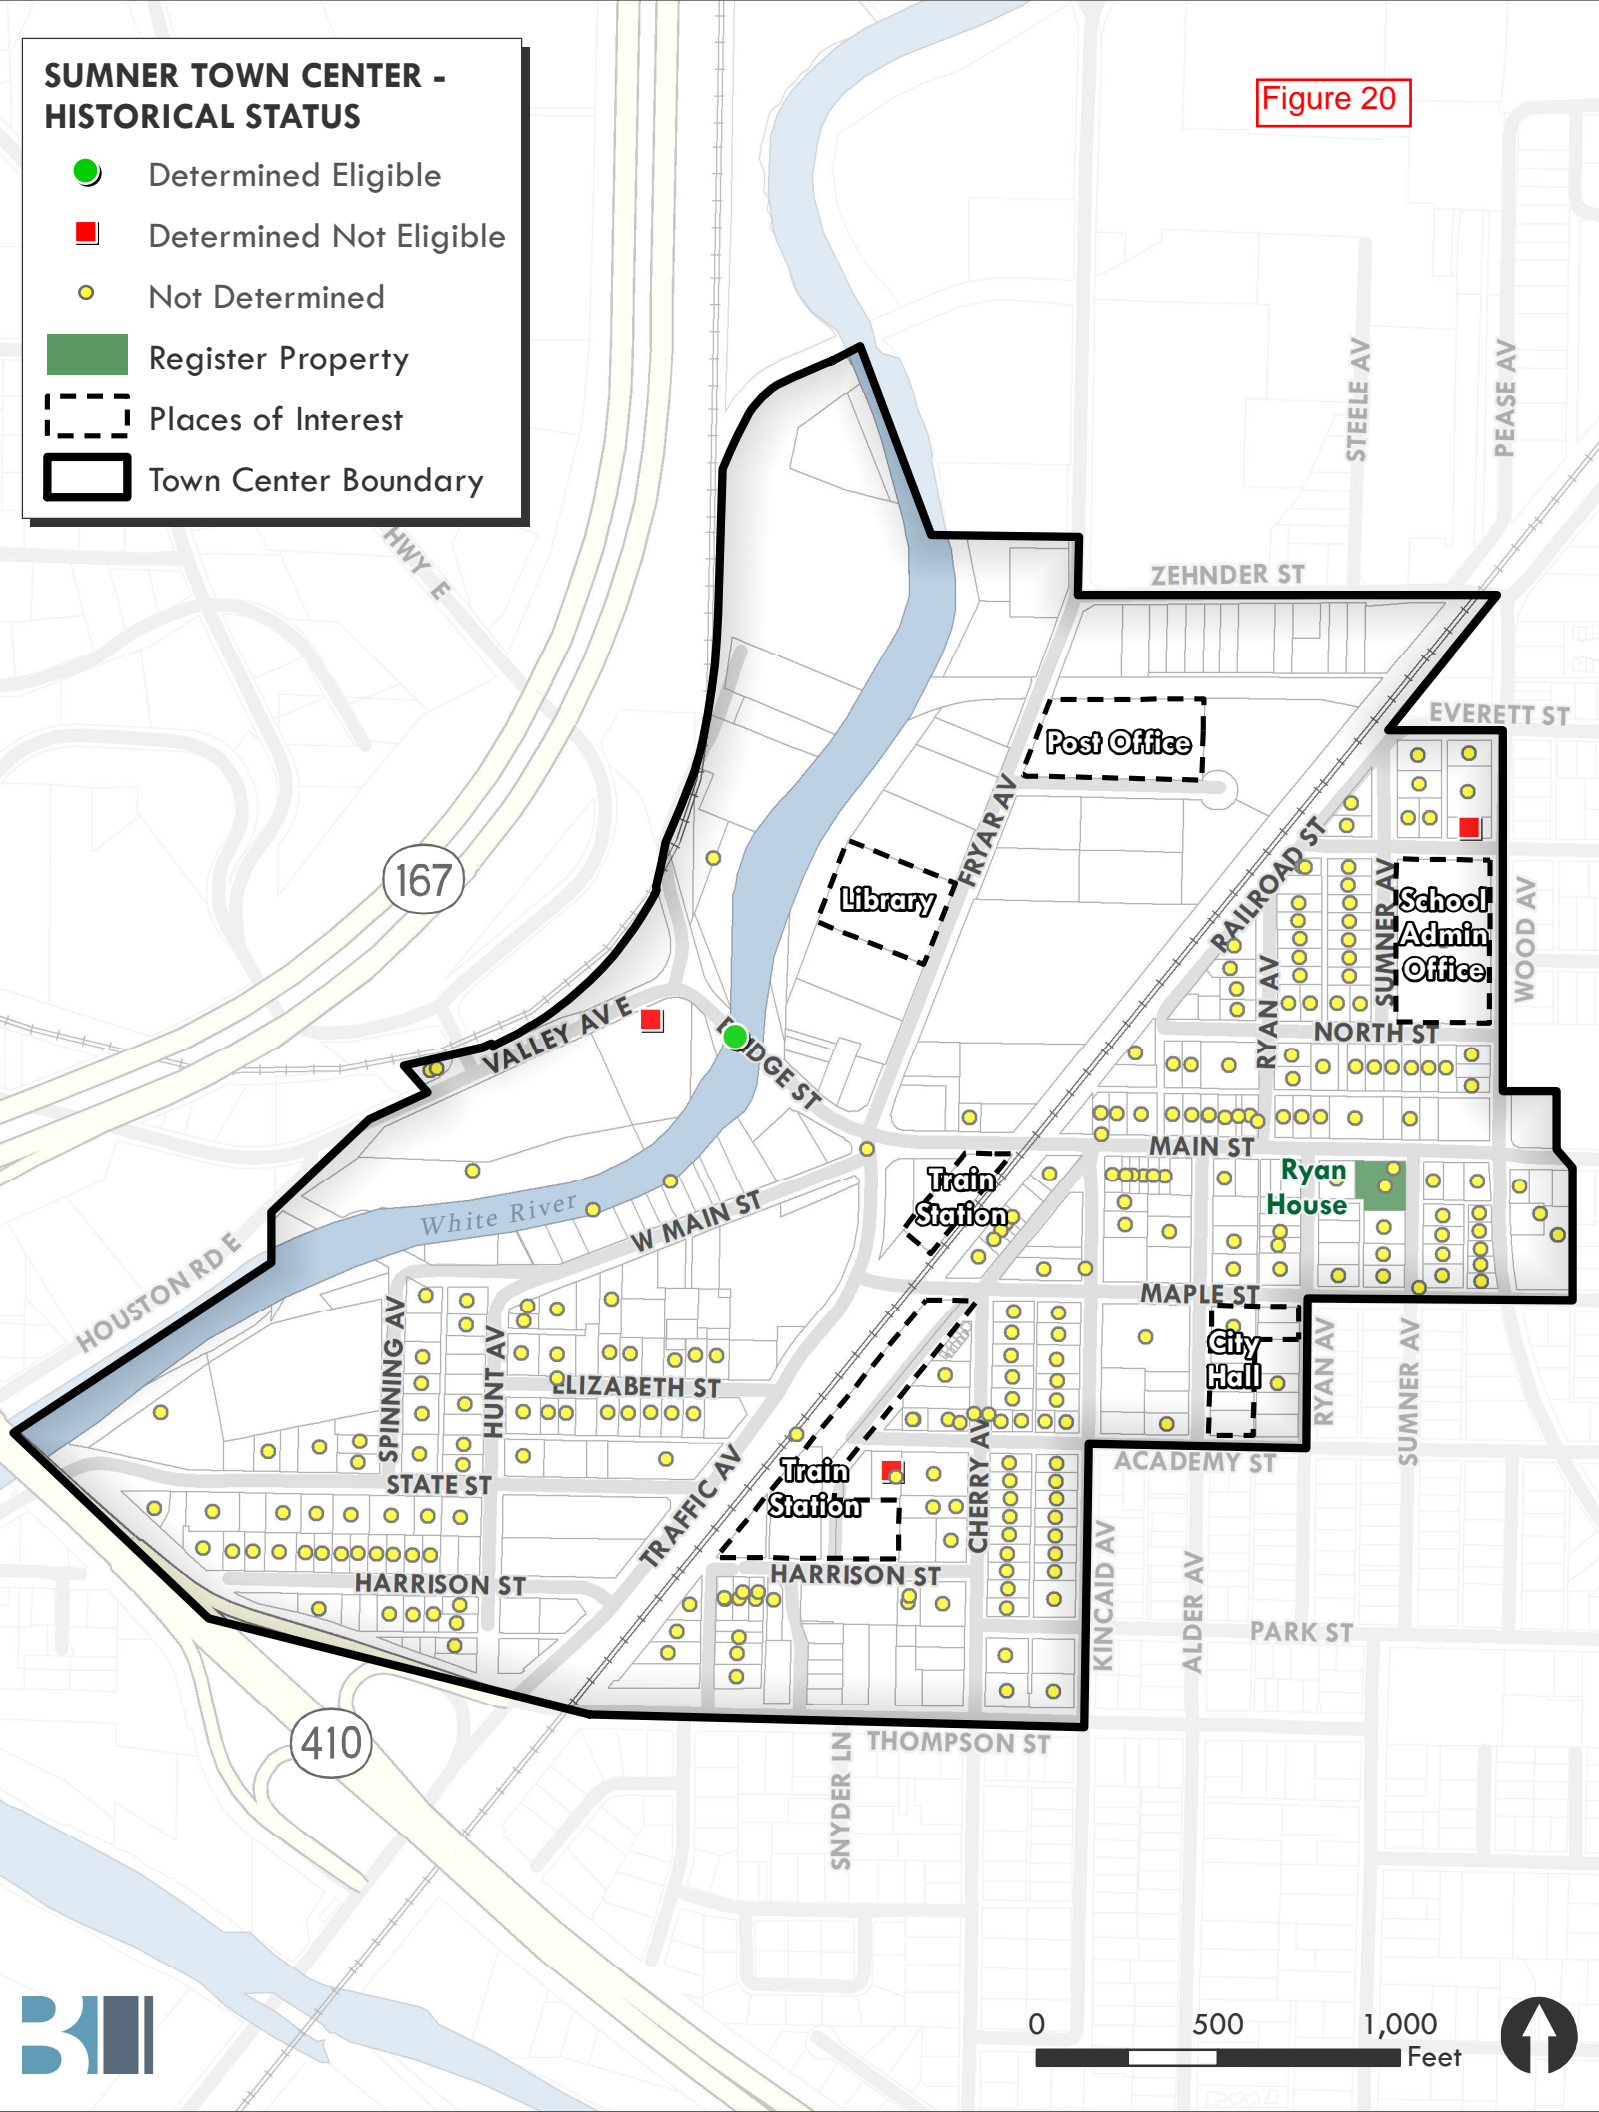 SUMNER TOWN CENTER -
HISTORICAL STATUS
Determined Eligible
Determined Not Eligible
Not Determined
Register Property
Places of Interest
Town Center Boundary
Figure 20
HWY E
STEELE AV
PEASE AV
ZEHNDER ST
EVERETT ST
Post Office
FRYAR AV
RAILROAD ST
167
Library
SUMNER AV
School
Admin
Office
WOOD AV
RYAN AV
VALLEY AV E
BRIDGE ST
NORTH ST
MAIN ST
Ryan
House
Train
Station
White River
W MAIN ST
HOUSTON RD E
MAPLE ST
City
Hall
SPINNING AV
HUNT AV
ELIZABETH ST
RYAN AV
SUMNER AV
CHERRY AV
ACADEMY ST
STATE ST
TRAFFIC AV
Train
Station
HARRISON ST
HARRISON ST
KINCAID AV
ALDER AV
PARK ST
410
THOMPSON ST
SNYDER LN
0 500 1,000
Feet